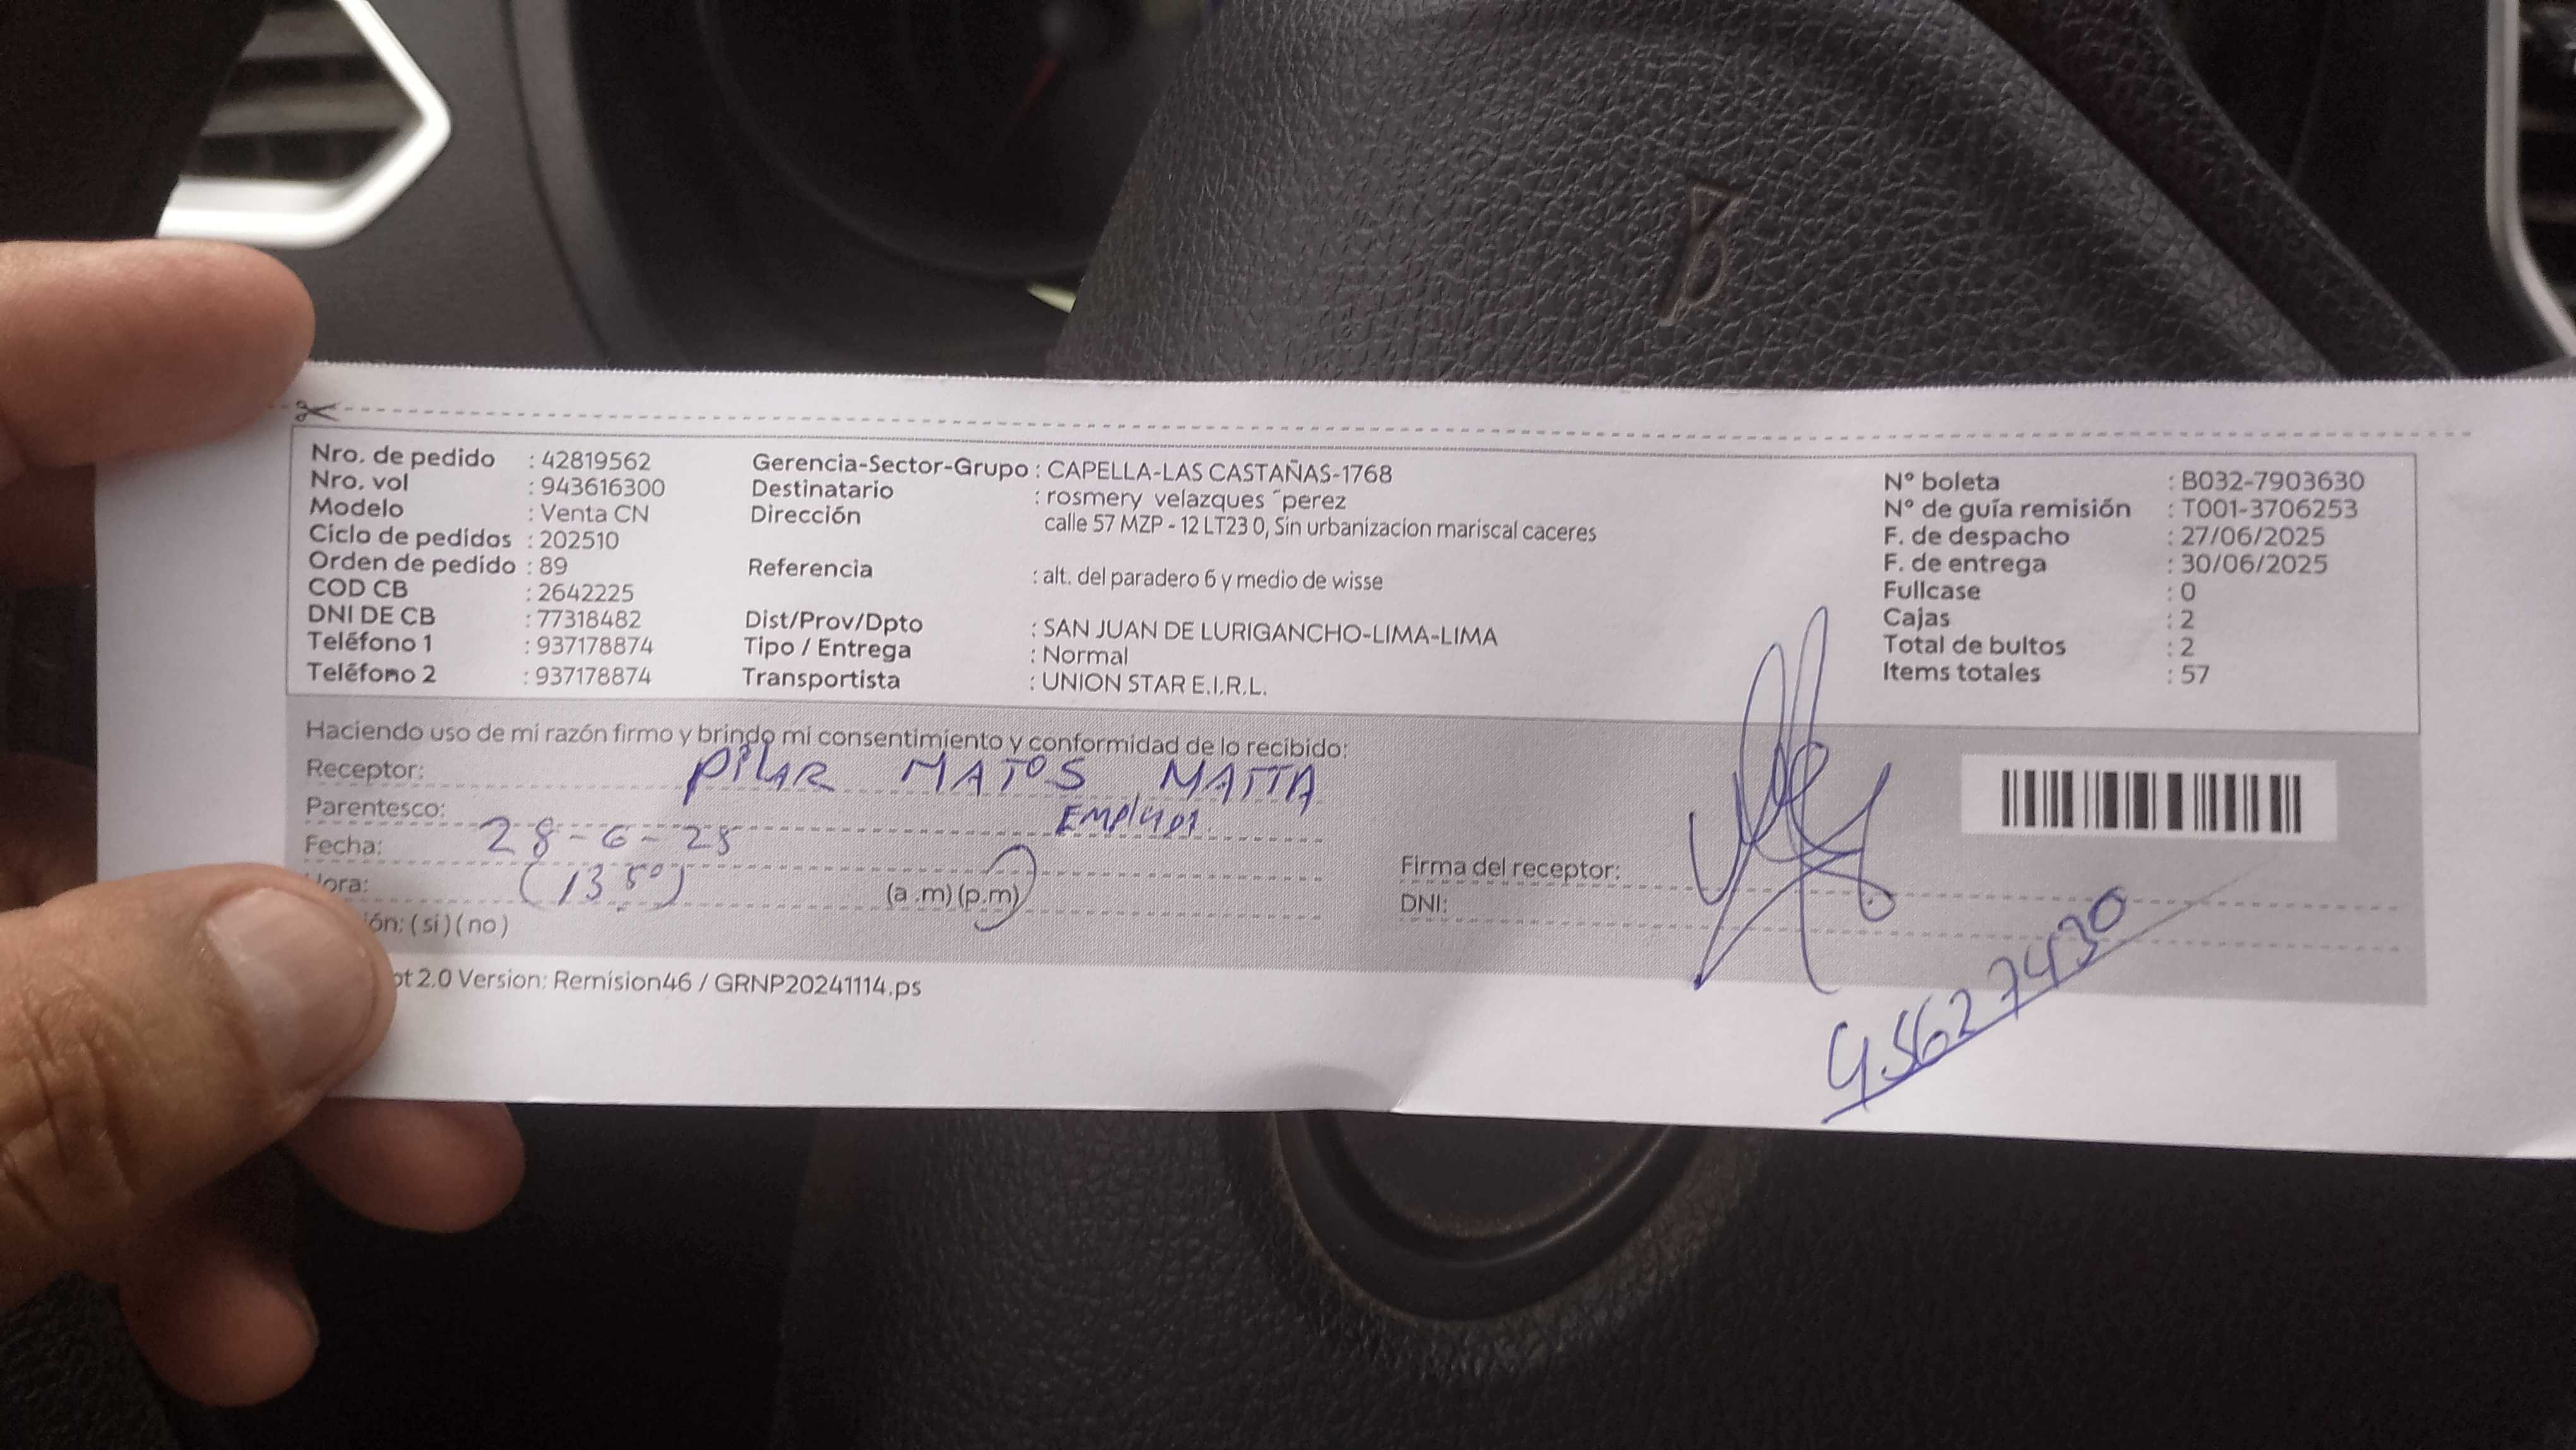 Nro. de pedido : 42819562
Nro. vol : 943616300
Modelo : Venta CN
Ciclo de pedidos : 202510
Orden de pedido : 89
COD CB : 2642225
DNI DE CB : 77318482
Teléfono 1 : 937178874
Teléfono 2 : 937178874
Gerencia-Sector-Grupo : CAPELLA-LAS CASTAÑAS-1768
Destinatario : rosmery velazques ´perez
Dirección calle 57 MZP - 12 LT23 0, Sin urbanizacion mariscal caceres
Referencia : alt. del paradero 6 y medio de wisse
Dist/Prov/Dpto : SAN JUAN DE LURIGANCHO-LIMA-LIMA
Tipo / Entrega : Normal
Transportista : UNION STAR E.I.R.L.
N° boleta : B032-7903630
N° de guía remisión : T001-3706253
F. de despacho : 27/06/2025
F. de entrega : 30/06/2025
Fullcase : 0
Cajas : 2
Total de bultos : 2
Items totales : 57
Haciendo uso de mi razón firmo y brindo mi consentimiento y conformidad de lo recibido:
Receptor: PILAR MATOS MATTA
Parentesco:
Fecha: 28-6-25
(13 50) (a .m) (p.m)
(si) (no)
2.0 Version: Remision46 / GRNP20241114.ps
Firma del receptor:
DNI:
45627430